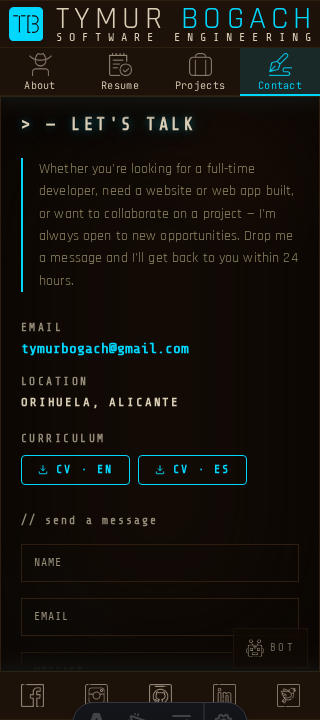 TB
TYMUR BOGACH
SOFTWARE ENGINEERING
About
Resume
Projects
Contact
> — LET'S TALK
Whether you're looking for a full-time
developer, need a website or web app built,
or want to collaborate on a project — I'm
always open to new opportunities. Drop me
a message and I'll get back to you within 24
hours.
EMAIL
tymurbogach@gmail.com
LOCATION
ORIHUELA, ALICANTE
CURRICULUM
CV · EN
CV · ES
// send a message
NAME
EMAIL
BOT